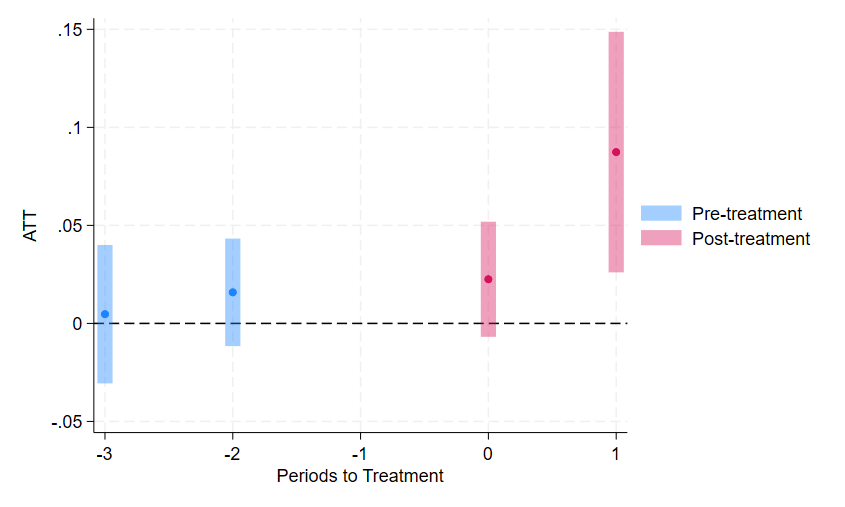 .15
.1
.05
0
-.05
ATT
-3
-2
-1
0
1
Periods to Treatment
Pre-treatment
Post-treatment